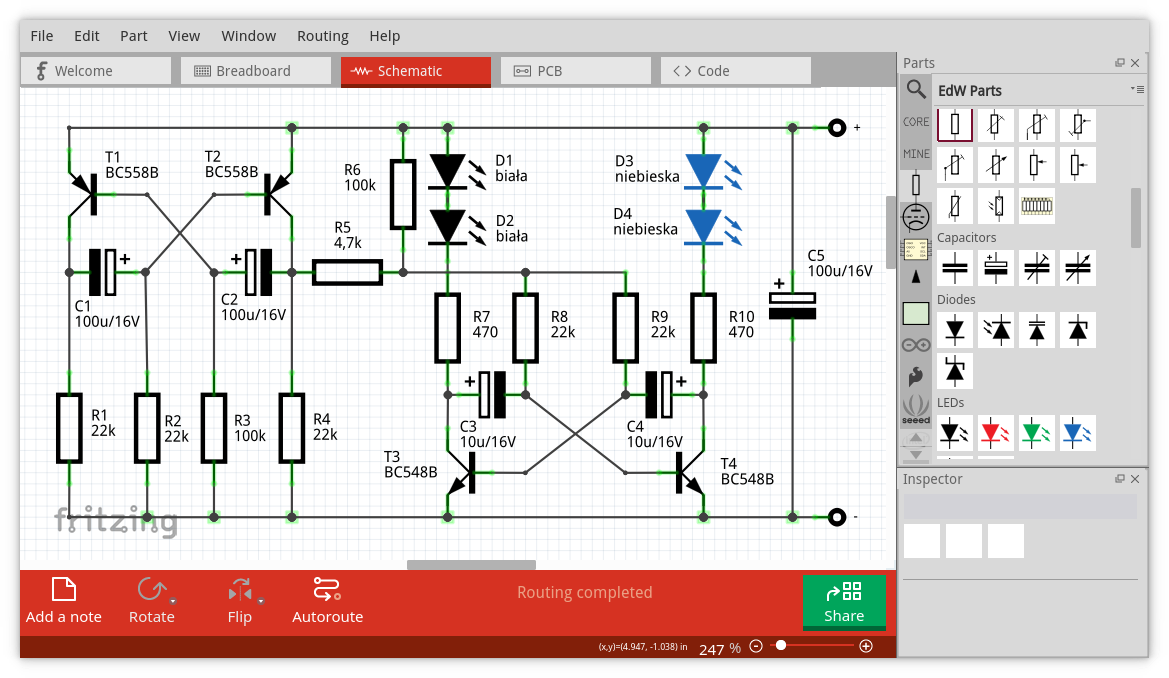 File Edit Part View Window Routing Help
Welcome
Breadboard
Schematic
PCB
Code
T1
BC558B
T2
BC558B
R6
100k
D1
biała
D2
biała
D3
niebieska
D4
niebieska
+
R5
4,7k
C5
100u/16V
+
+
+
C1
100u/16V
C2
100u/16V
R7
470
R8
22k
R9
22k
R10
470
+
+
R1
22k
R2
22k
R3
100k
R4
22k
C3
10u/16V
C4
10u/16V
T3
BC548B
T4
BC548B
fritzing
-
Add a note
Rotate
Flip
Autoroute
Routing completed
Share
(x,y)=(4.947, -1.038) in
247 %
Parts
EdW Parts
CORE
MINE
seeed
Capacitors
Diodes
LEDs
Inspector